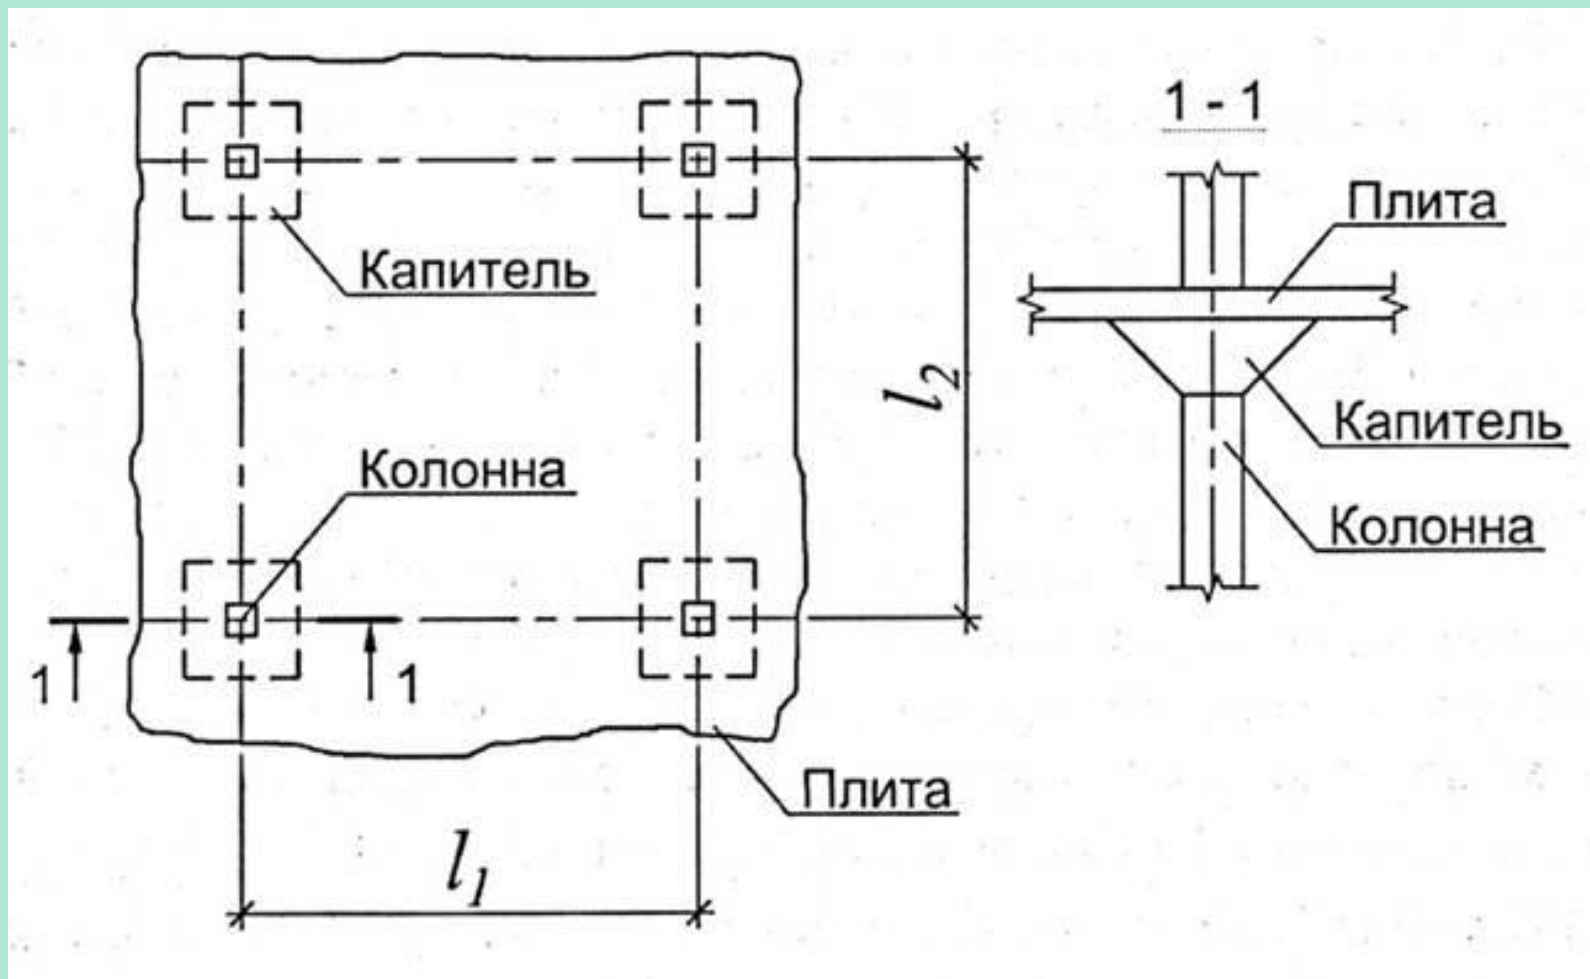 1 - 1
Плита
Капитель
l2
Капитель
Колонна
Колонна
1
1
Плита
l1